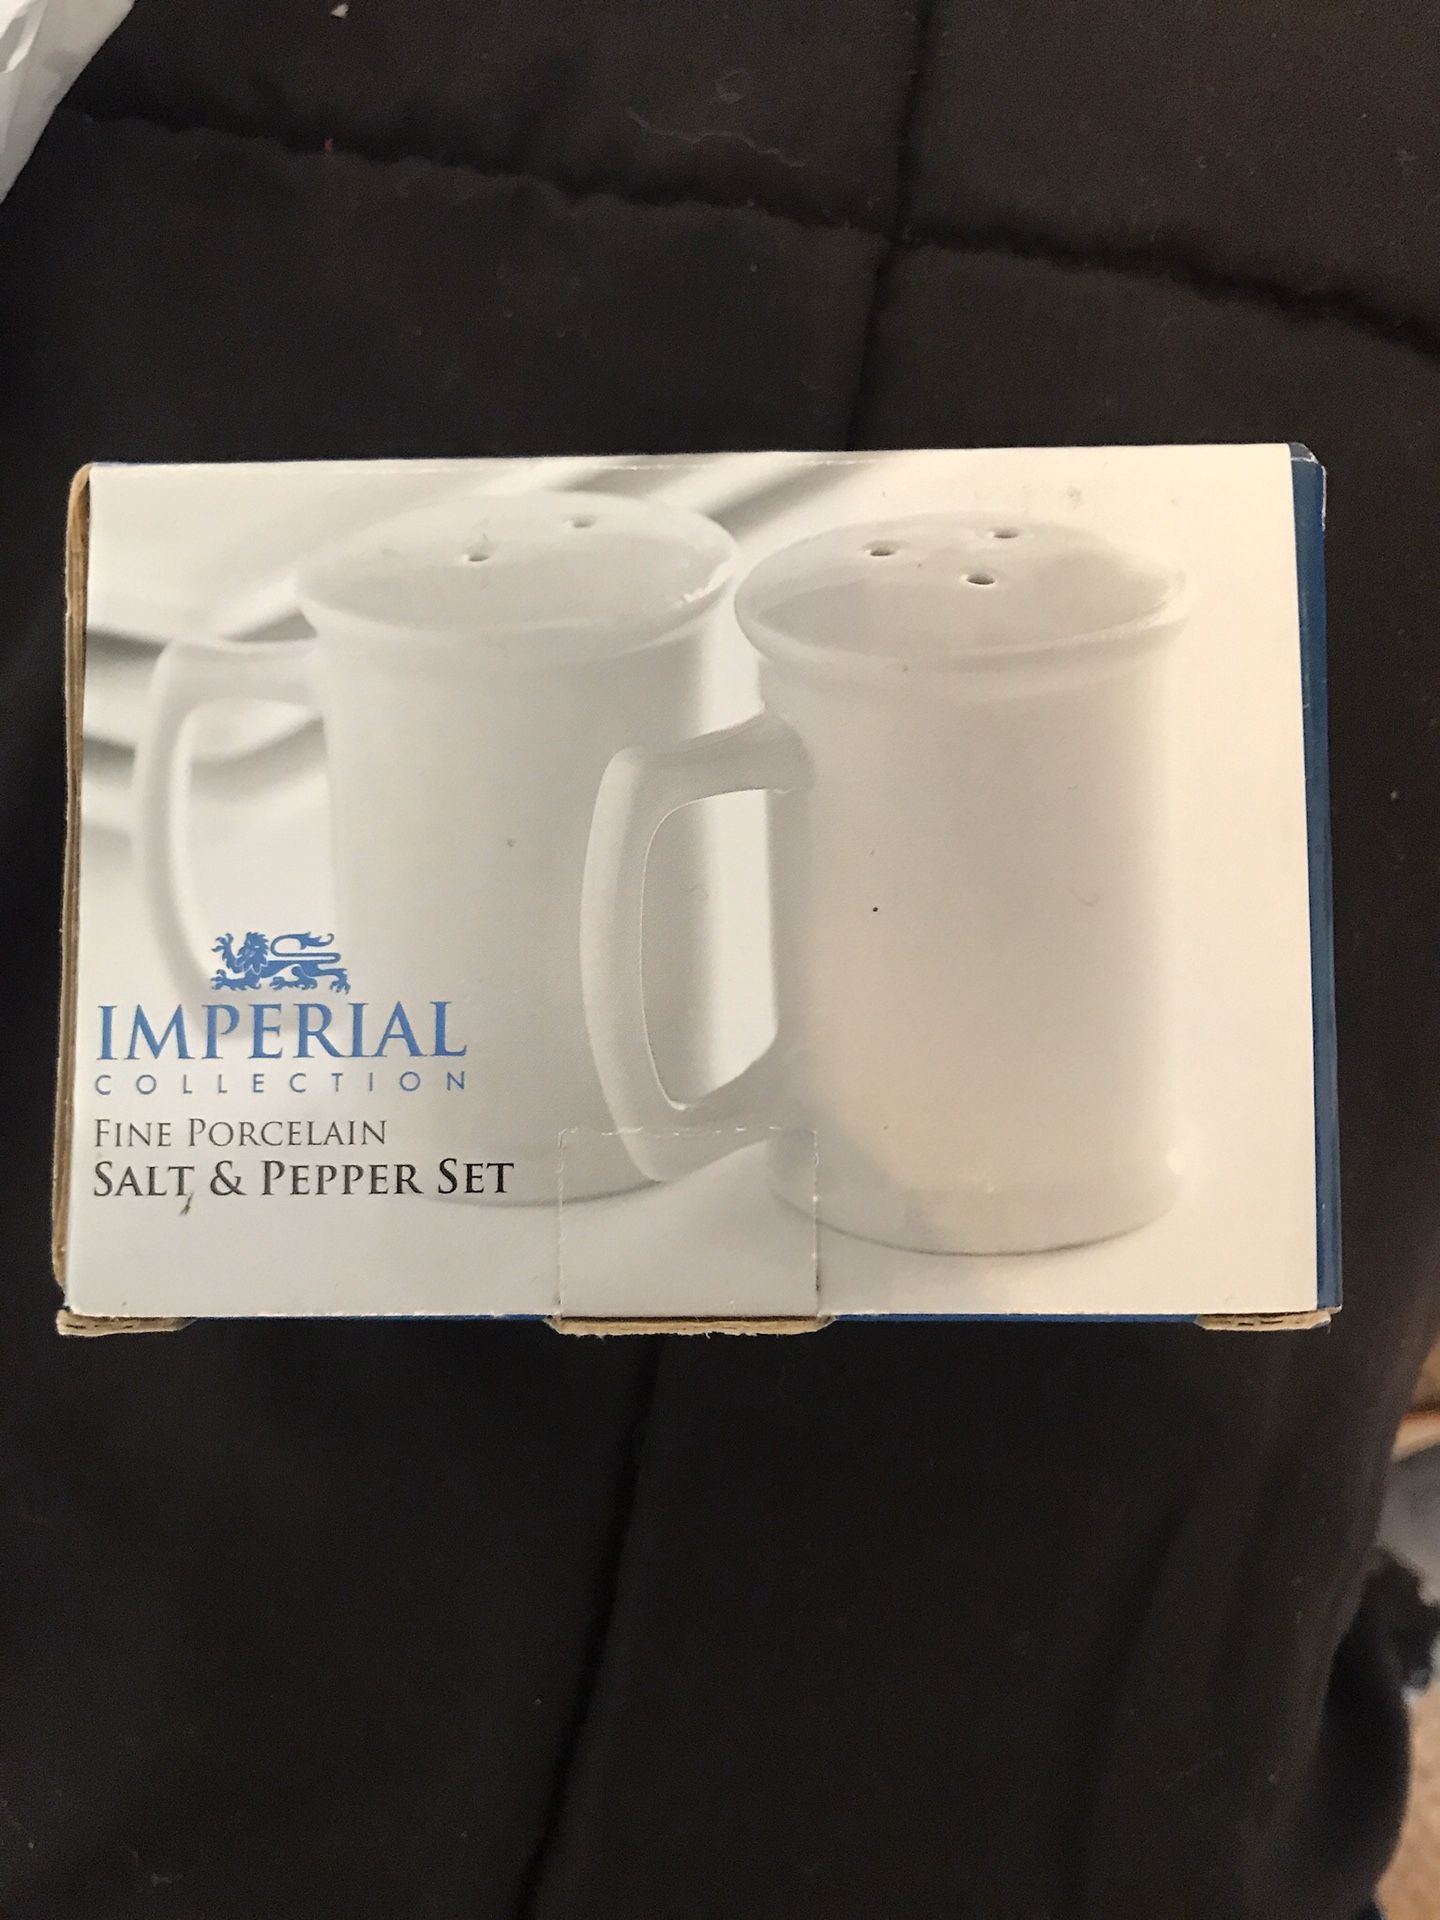 IMPERIAL
COLLECTION
FINE PORCELAIN
SALT & PEPPER SET